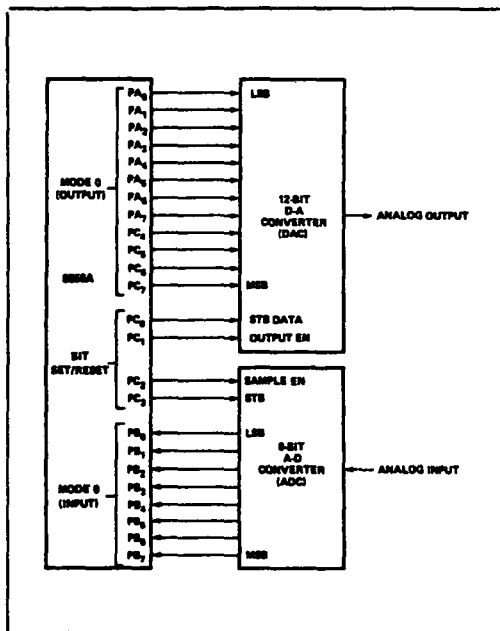 PA₀
PA₁
PA₂
PA₃
PA₄
PA₅
PA₆
PA₇
PC₄
PC₅
PC₆
PC₇
MODE 0
(OUTPUT)
8255A
PC₀
PC₁
PC₂
PC₃
BIT
SET/RESET
PB₀
PB₁
PB₂
PB₃
PB₄
PB₅
PB₆
PB₇
MODE 0
(INPUT)
LSB
12-BIT
D-A
CONVERTER
(DAC)
MSB
STB DATA
OUTPUT EN
ANALOG OUTPUT
SAMPLE EN
STB
LSB
8-BIT
A-D
CONVERTER
(ADC)
MSB
ANALOG INPUT